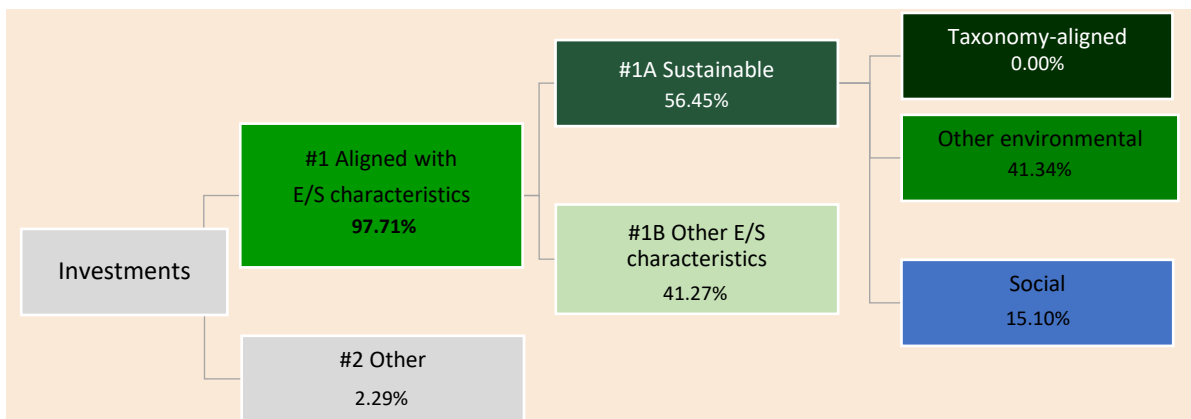 Investments
#1 Aligned with
E/S characteristics
97.71%
#2 Other
2.29%
#1A Sustainable
56.45%
#1B Other E/S
characteristics
41.27%
Taxonomy-aligned
0.00%
Other environmental
41.34%
Social
15.10%